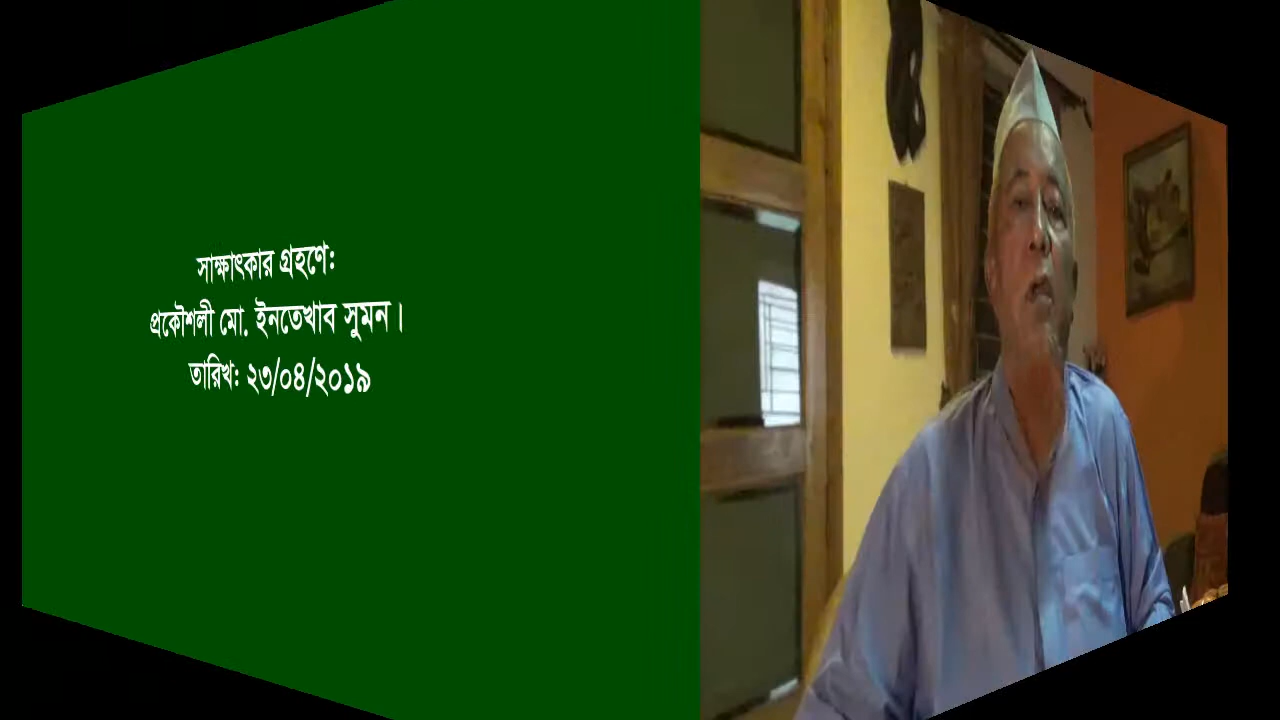 সাক্ষাৎকার গ্রহণে:
প্রকৌশলী মো. ইনতেখাব সুমন।
তারিখ: ২৩/০৪/২০১৯